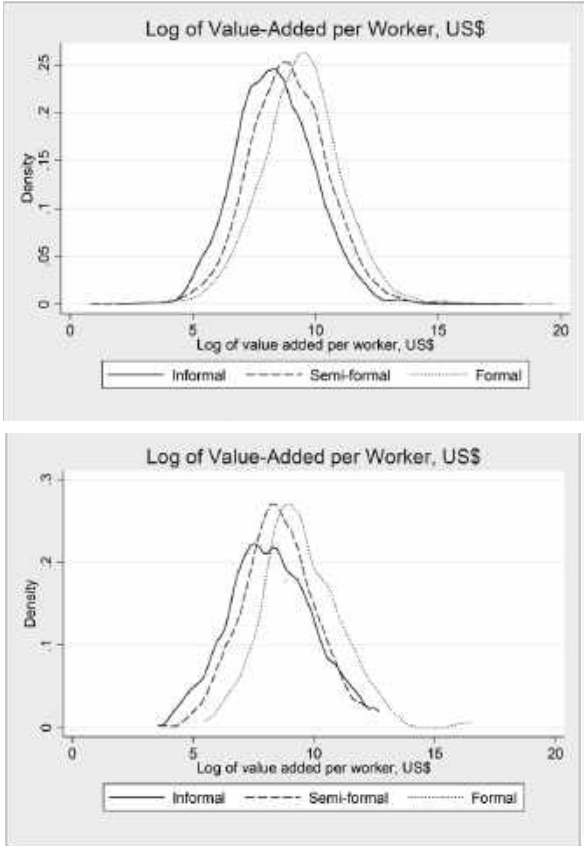 Log of Value-Added per Worker, US$
.25
.2
.15
.1
.05
0
Density
0 5 10 15 20
Log of value added per worker, US$
Informal Semi-formal Formal
Log of Value-Added per Worker, US$
.3
.2
.1
0
Density
0 5 10 15 20
Log of value added per worker, US$
Informal Semi-formal Formal